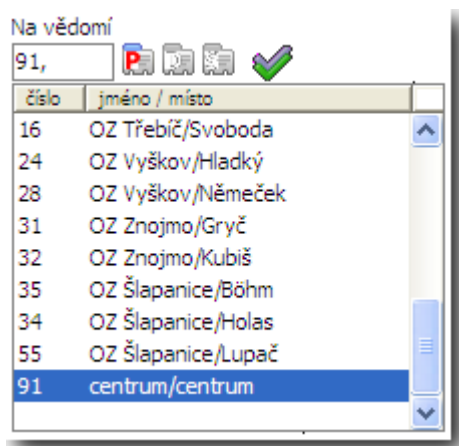 Na vědomí
91,
číslo jméno / místo
16 OZ Třebíč/Svoboda
24 OZ Vyškov/Hladký
28 OZ Vyškov/Němeček
31 OZ Znojmo/Gryč
32 OZ Znojmo/Kubiš
35 OZ Šlapanice/Böhm
34 OZ Šlapanice/Holas
55 OZ Šlapanice/Lupač
91 centrum/centrum